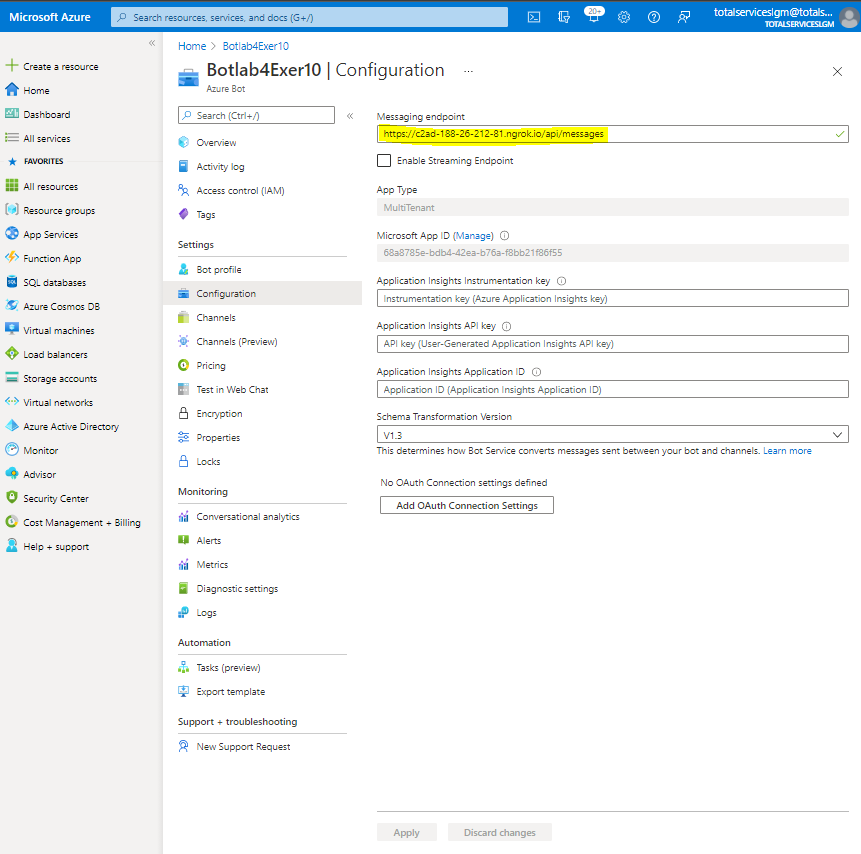 Microsoft Azure
Search resources, services, and docs (G+/)
20+
totalserviceslgm@totals...
TOTALSERVICESLGM
Create a resource
Home
Dashboard
All services
FAVORITES
All resources
Resource groups
App Services
Function App
SQL databases
Azure Cosmos DB
Virtual machines
Load balancers
Storage accounts
Virtual networks
Azure Active Directory
Monitor
Advisor
Security Center
Cost Management + Billing
Help + support
Home > Botlab4Exer10
Botlab4Exer10 | Configuration ...
Azure Bot
Search (Ctrl+/)
Overview
Activity log
Access control (IAM)
Tags
Settings
Bot profile
Configuration
Channels
Channels (Preview)
Pricing
Test in Web Chat
Encryption
Properties
Locks
Monitoring
Conversational analytics
Alerts
Metrics
Diagnostic settings
Logs
Automation
Tasks (preview)
Export template
Support + troubleshooting
New Support Request
Messaging endpoint
https://c2ad-188-26-212-81.ngrok.io/api/messages
Enable Streaming Endpoint
App Type
MultiTenant
Microsoft App ID (Manage)
68a8785e-bdb4-42ea-b76a-f8bb21f86f55
Application Insights Instrumentation key
Instrumentation key (Azure Application Insights key)
Application Insights API key
API key (User-Generated Application Insights API key)
Application Insights Application ID
Application ID (Application Insights Application ID)
Schema Transformation Version
V1.3
This determines how Bot Service converts messages sent between your bot and channels. Learn more
No OAuth Connection settings defined
Add OAuth Connection Settings
Apply
Discard changes